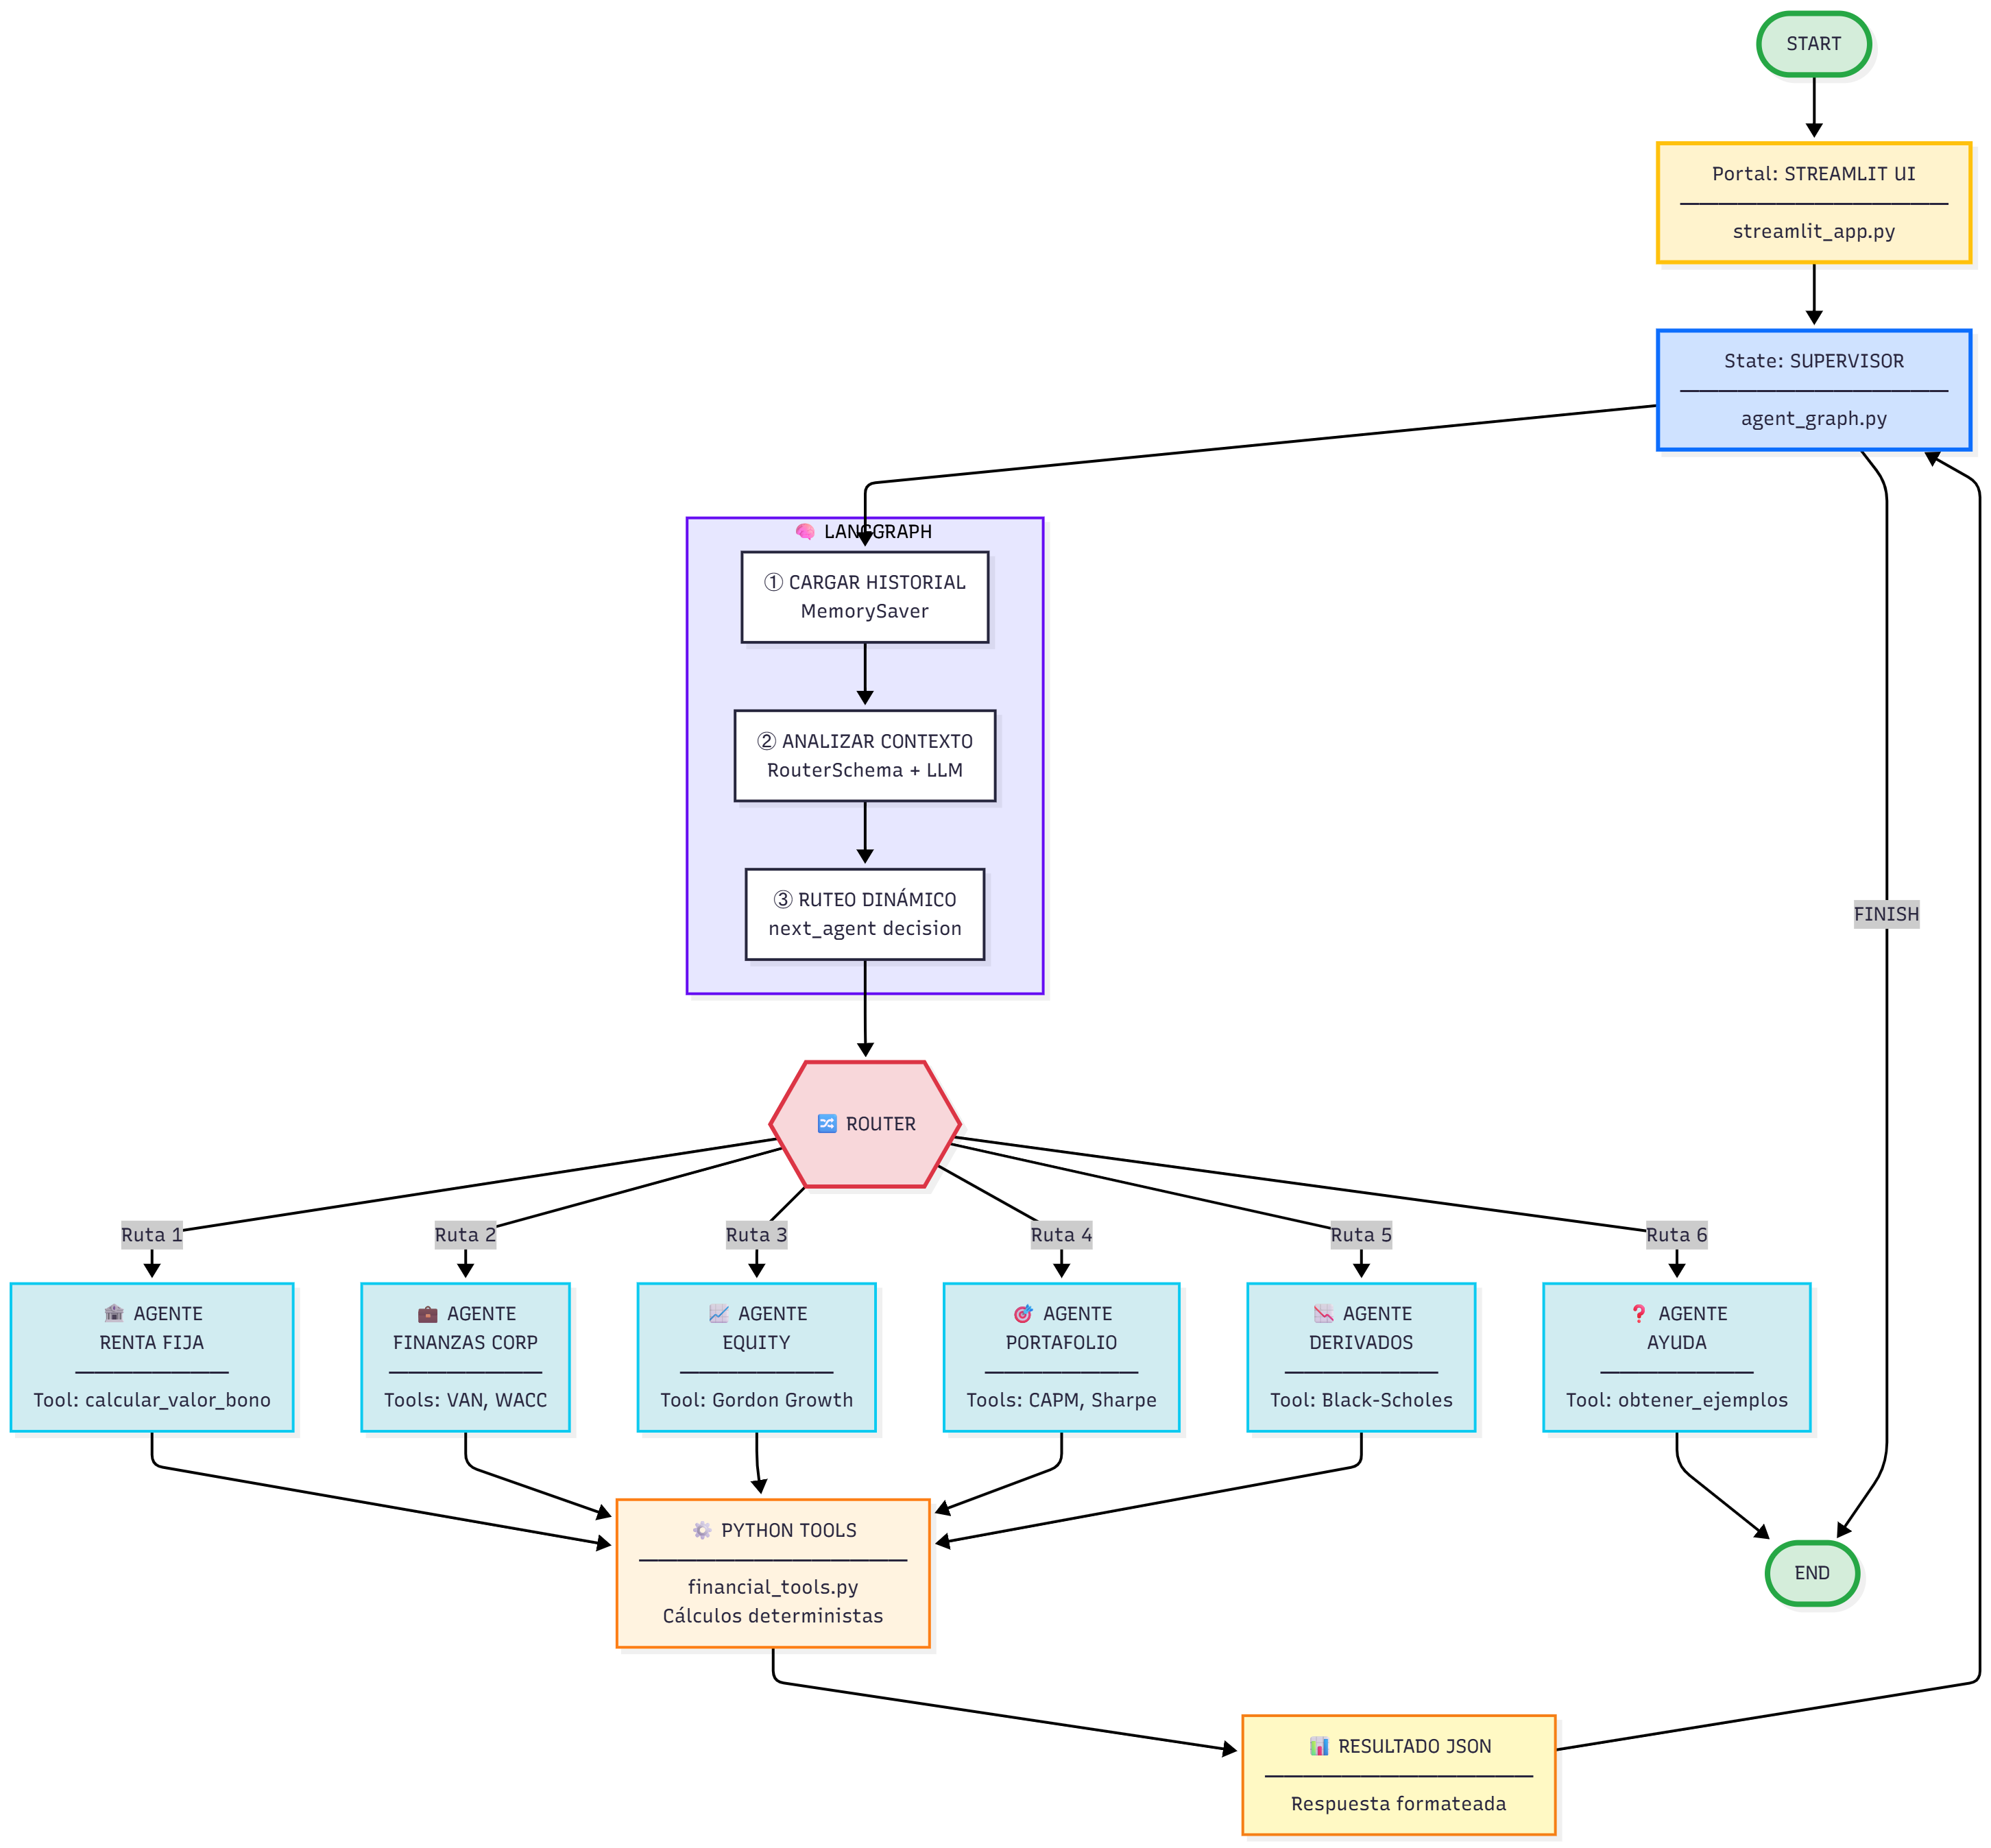 START
Portal: STREAMLIT UI
streamlit_app.py
State: SUPERVISOR
agent_graph.py
🧠 LANGGRAPH
① CARGAR HISTORIAL
MemorySaver
② ANALIZAR CONTEXTO
RouterSchema + LLM
③ RUTEO DINÁMICO
next_agent decision
FINISH
🔀 ROUTER
Ruta 1
Ruta 2
Ruta 3
Ruta 4
Ruta 5
Ruta 6
🏦 AGENTE
RENTA FIJA
Tool: calcular_valor_bono
💼 AGENTE
FINANZAS CORP
Tools: VAN, WACC
📈 AGENTE
EQUITY
Tool: Gordon Growth
🎯 AGENTE
PORTAFOLIO
Tools: CAPM, Sharpe
📉 AGENTE
DERIVADOS
Tool: Black-Scholes
❓ AGENTE
AYUDA
Tool: obtener_ejemplos
⚙️ PYTHON TOOLS
financial_tools.py
Cálculos deterministas
END
📊 RESULTADO JSON
Respuesta formateada